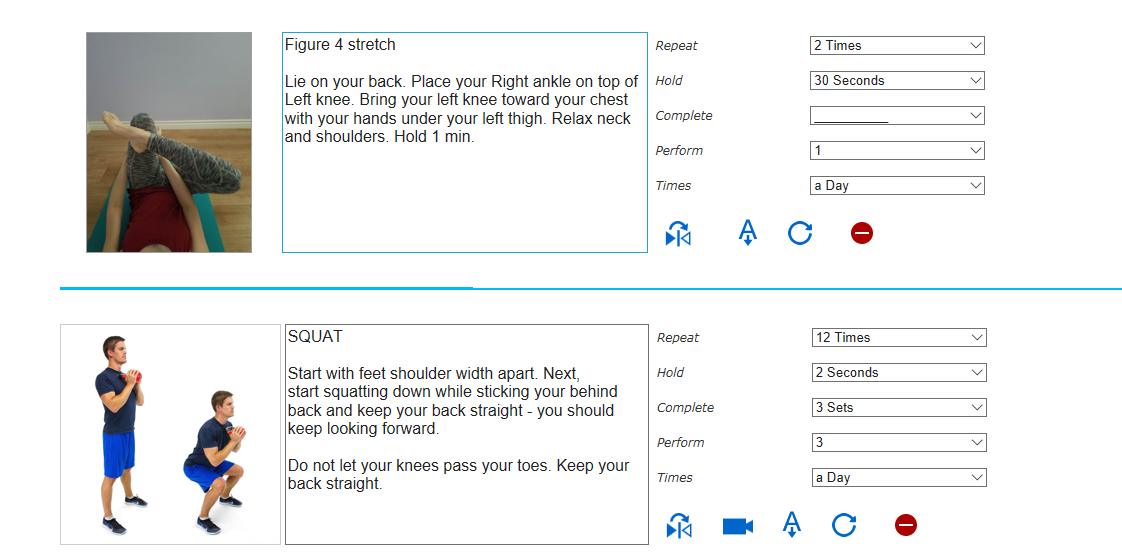 Figure 4 stretch
Lie on your back. Place your Right ankle on top of
Left knee. Bring your left knee toward your chest
with your hands under your left thigh. Relax neck
and shoulders. Hold 1 min.
Repeat 2 Times
Hold 30 Seconds
Complete __________
Perform 1
Times a Day
SQUAT
Start with feet shoulder width apart. Next,
start squatting down while sticking your behind
back and keep your back straight - you should
keep looking forward.
Do not let your knees pass your toes. Keep your
back straight.
Repeat 12 Times
Hold 2 Seconds
Complete 3 Sets
Perform 3
Times a Day